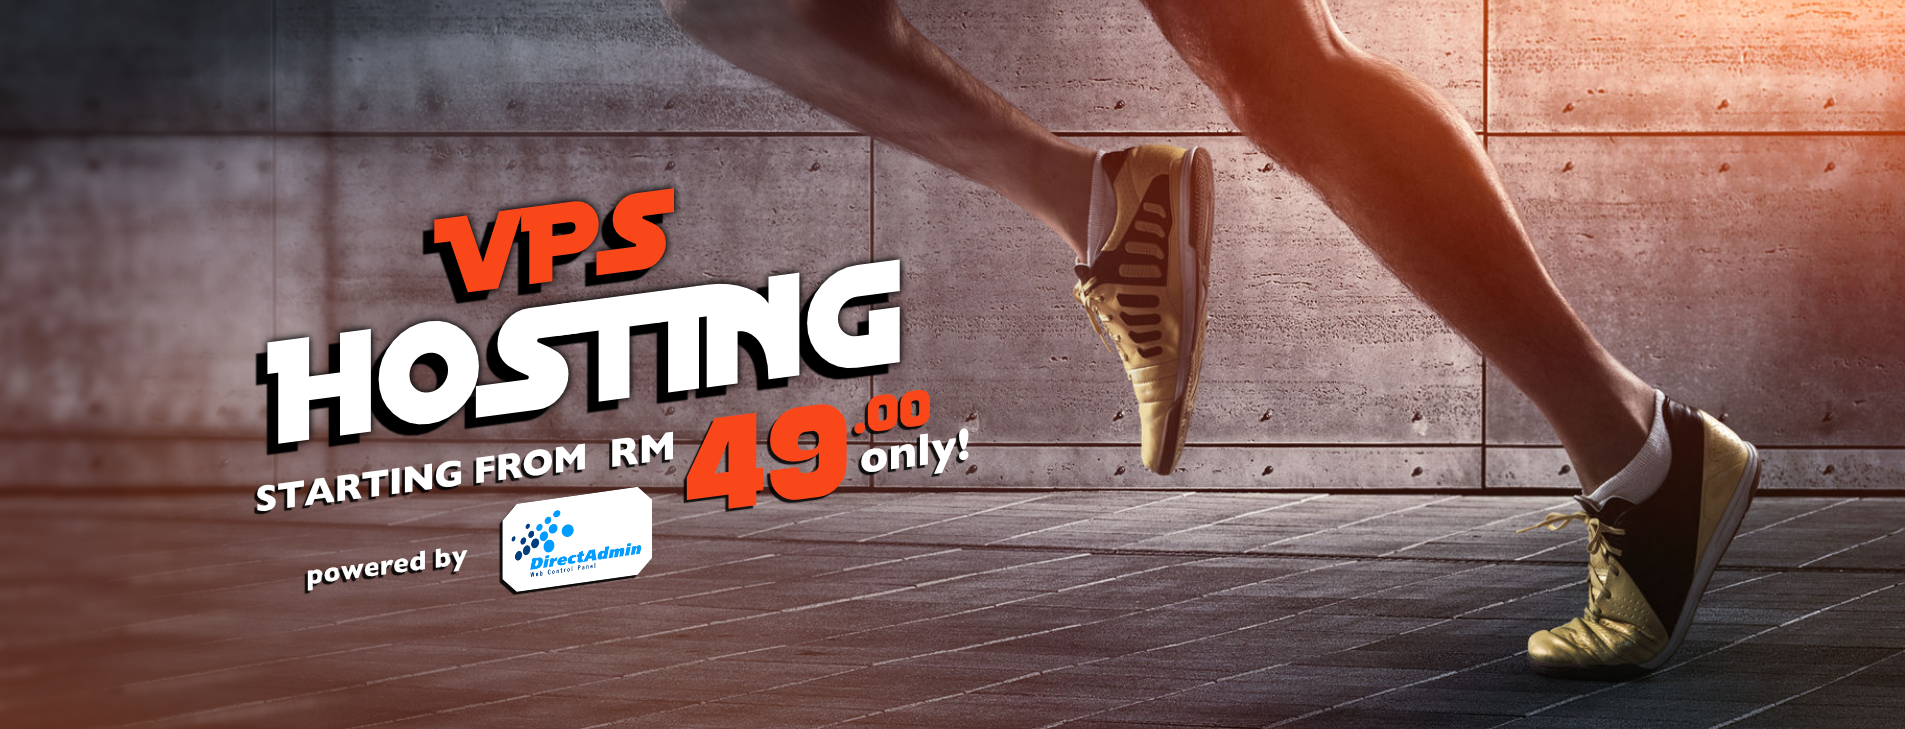 VPS
HOSTING
STARTING FROM RM 49.00 only!
powered by DirectAdmin
Web Control Panel